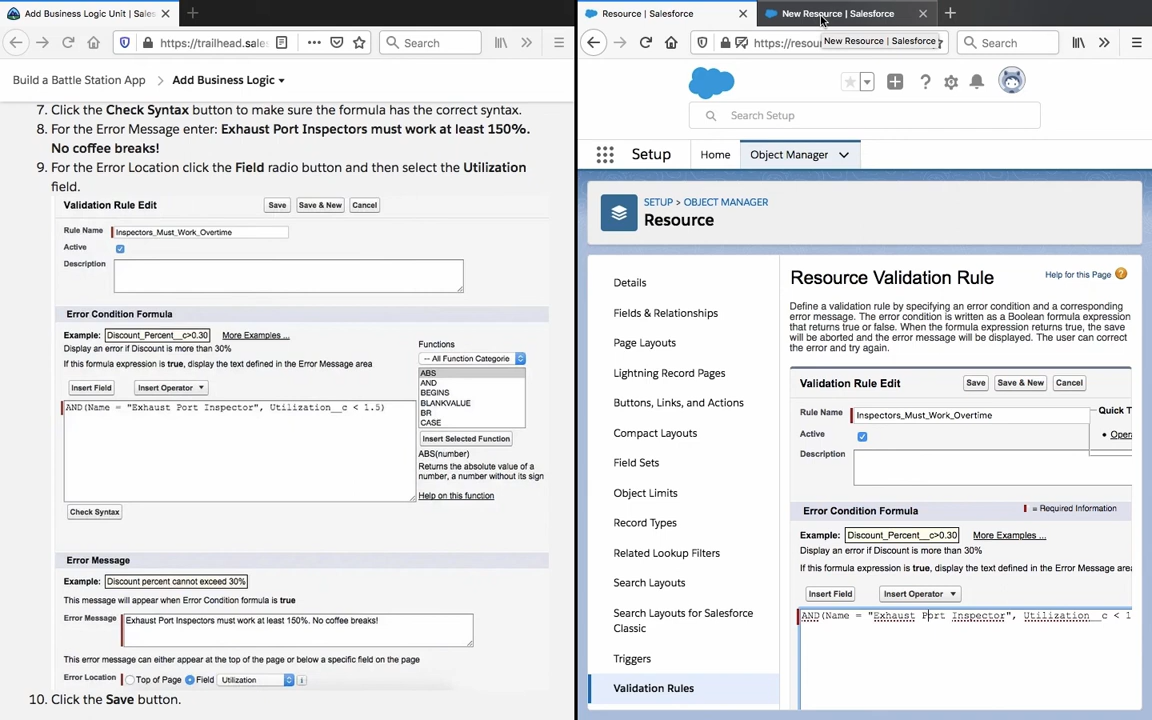 Add Business Logic Unit | Salesforce
https://trailhead.sale
Search
Build a Battle Station App > Add Business Logic
7. Click the Check Syntax button to make sure the formula has the correct syntax.
8. For the Error Message enter: Exhaust Port Inspectors must work at least 150%.
No coffee breaks!
9. For the Error Location click the Field radio button and then select the Utilization
field.
Validation Rule Edit
Save
Save & New
Cancel
Rule Name
Inspectors_Must_Work_Overtime
Active
Description
Error Condition Formula
Example: Discount_Percent__c>0.30 More Examples ...
Display an error if Discount is more than 30%
If this formula expression is true, display the text defined in the Error Message area
Functions
-- All Function Categorie
Insert Field
Insert Operator
ABS
AND
BEGINS
BLANKVALUE
BR
CASE
AND(Name = "Exhaust Port Inspector", Utilization__c < 1.5)
Insert Selected Function
ABS(number)
Returns the absolute value of a
number, a number without its sign
Help on this function
Check Syntax
Error Message
Example: Discount percent cannot exceed 30%
This message will appear when Error Condition formula is true
Error Message
Exhaust Port Inspectors must work at least 150%. No coffee breaks!
This error message can either appear at the top of the page or below a specific field on the page
Error Location
Top of Page
Field
Utilization
i
10. Click the Save button.
Resource | Salesforce
New Resource | Salesforce
https://resou
New Resource | Salesforce
Search
Search Setup
Setup
Home
Object Manager
SETUP > OBJECT MANAGER
Resource
Details
Fields & Relationships
Page Layouts
Lightning Record Pages
Buttons, Links, and Actions
Compact Layouts
Field Sets
Object Limits
Record Types
Related Lookup Filters
Search Layouts
Search Layouts for Salesforce
Classic
Triggers
Validation Rules
Resource Validation Rule
Help for this Page
Define a validation rule by specifying an error condition and a corresponding
error message. The error condition is written as a Boolean formula expression
that returns true or false. When the formula expression returns true, the save
will be aborted and the error message will be displayed. The user can correct
the error and try again.
Validation Rule Edit
Save
Save & New
Cancel
Rule Name
Inspectors_Must_Work_Overtime
Quick T
Active
Oper
Description
Error Condition Formula
= Required Information
Example: Discount_Percent__c>0.30 More Examples ...
Display an error if Discount is more than 30%
If this formula expression is true, display the text defined in the Error Message area
Insert Field
Insert Operator
AND(Name = "Exhaust Port Inspector", Utilization__c < 1